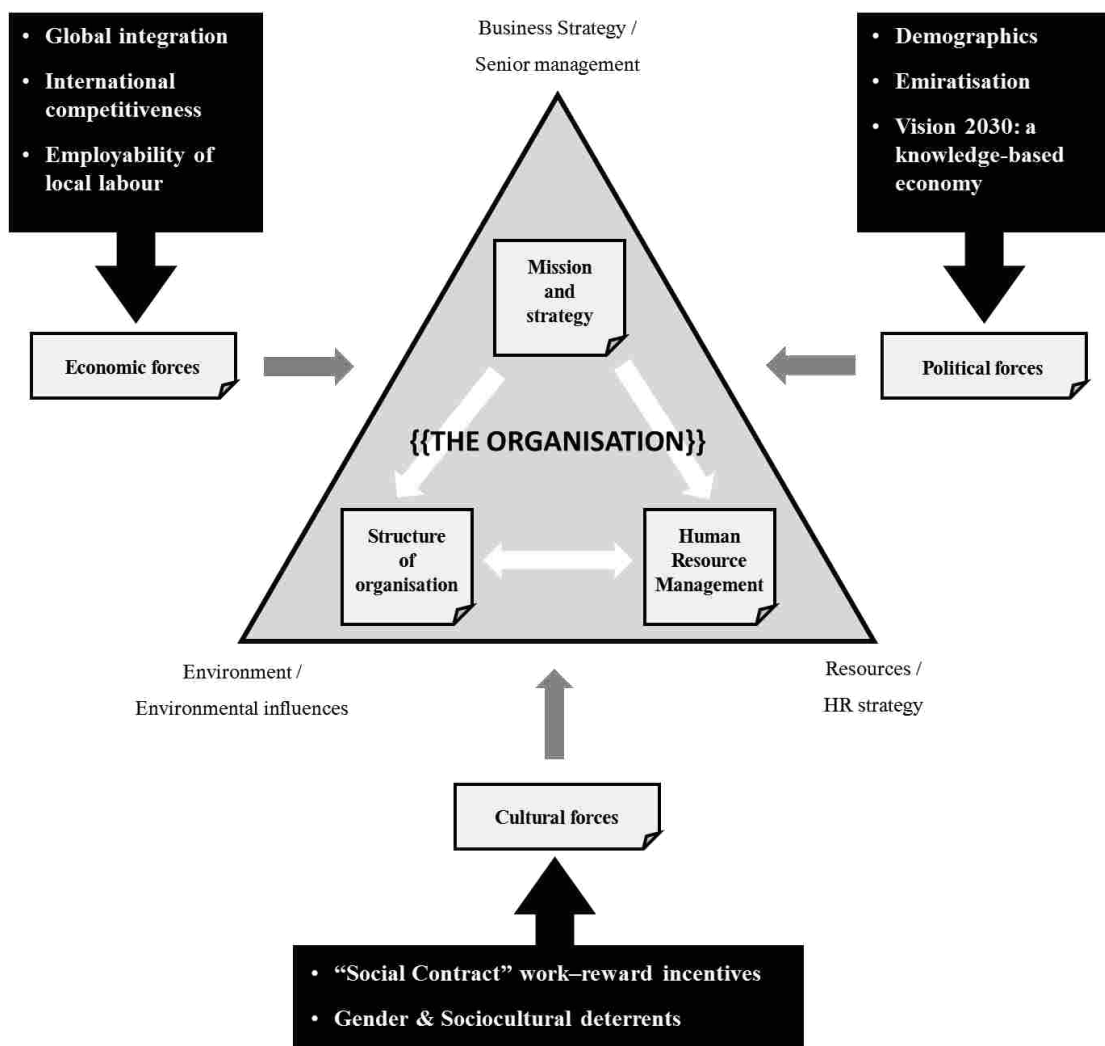 • Global integration
• International
competitiveness
• Employability of
local labour
Business Strategy /
Senior management
• Demographics
• Emiratisation
• Vision 2030: a
knowledge-based
economy
Mission
and
strategy
Economic forces
Political forces
{{THE ORGANISATION}}
Structure
of
organisation
Human
Resource
Management
Environment /
Environmental influences
Resources /
HR strategy
Cultural forces
• “Social Contract” work–reward incentives
• Gender & Sociocultural deterrents